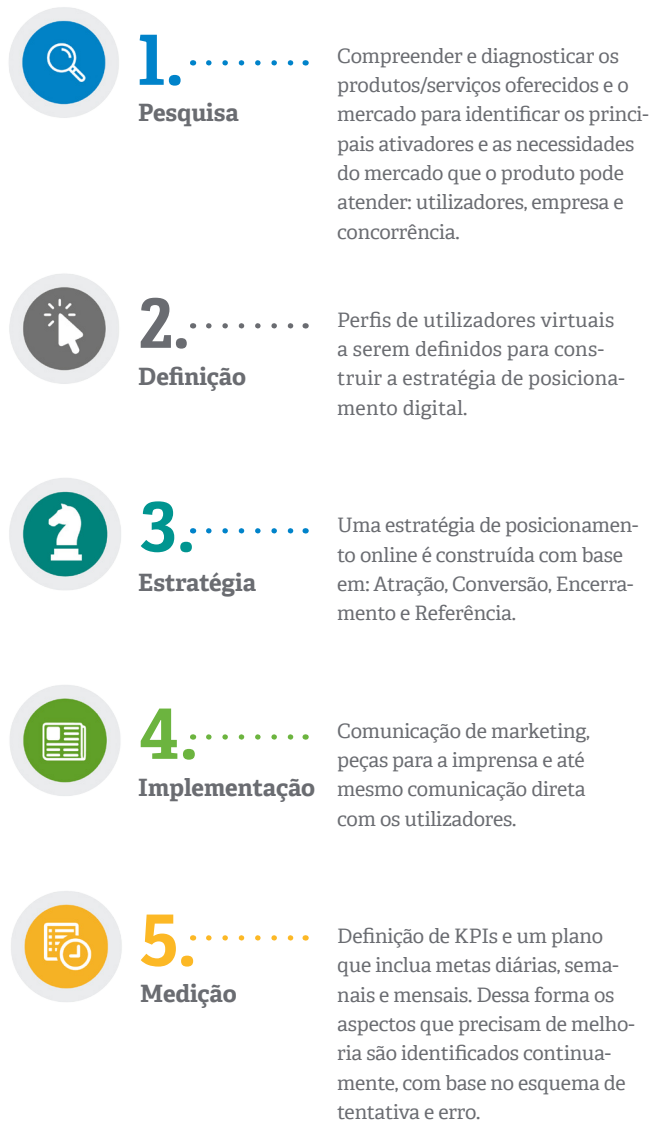 1.
Pesquisa
Compreender e diagnosticar os
produtos/serviços oferecidos e o
mercado para identificar os princi-
pais ativadores e as necessidades
do mercado que o produto pode
atender: utilizadores, empresa e
concorrência.
2.
Definição
Perfis de utilizadores virtuais
a serem definidos para cons-
truir a estratégia de posiciona-
mento digital.
3.
Estratégia
Uma estratégia de posicionamen-
to online é construída com base
em: Atração, Conversão, Encerra-
mento e Referência.
4.
Implementação
Comunicação de marketing,
peças para a imprensa e até
mesmo comunicação direta
com os utilizadores.
5.
Medição
Definição de KPIs e um plano
que inclua metas diárias, sema-
nais e mensais. Dessa forma os
aspectos que precisam de melho-
ria são identificados continua-
mente, com base no esquema de
tentativa e erro.